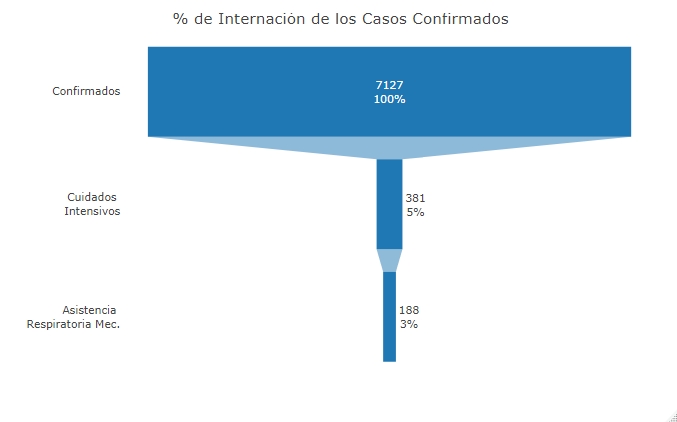 % de Internación de los Casos Confirmados
Confirmados
7127
100%
Cuidados
Intensivos
381
5%
Asistencia
Respiratoria Mec.
188
3%